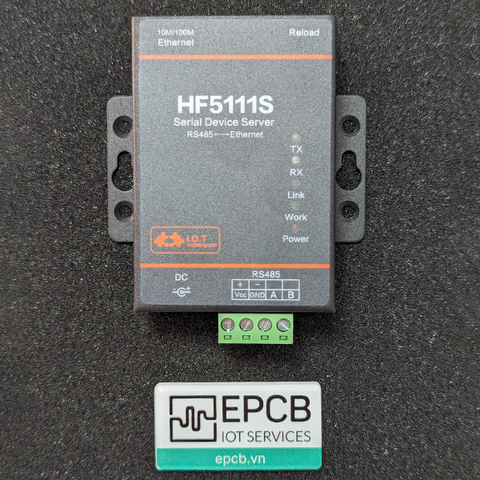 10M/100M Reload
Ethernet
HF5111S
Serial Device Server
RS485⟷Ethernet
TX
RX
Link
Work
Power
I.O.T
WORKSHOP
DC RS485
+ −
Vcc GND A B
EPCB
IOT SERVICES
epcb.vn